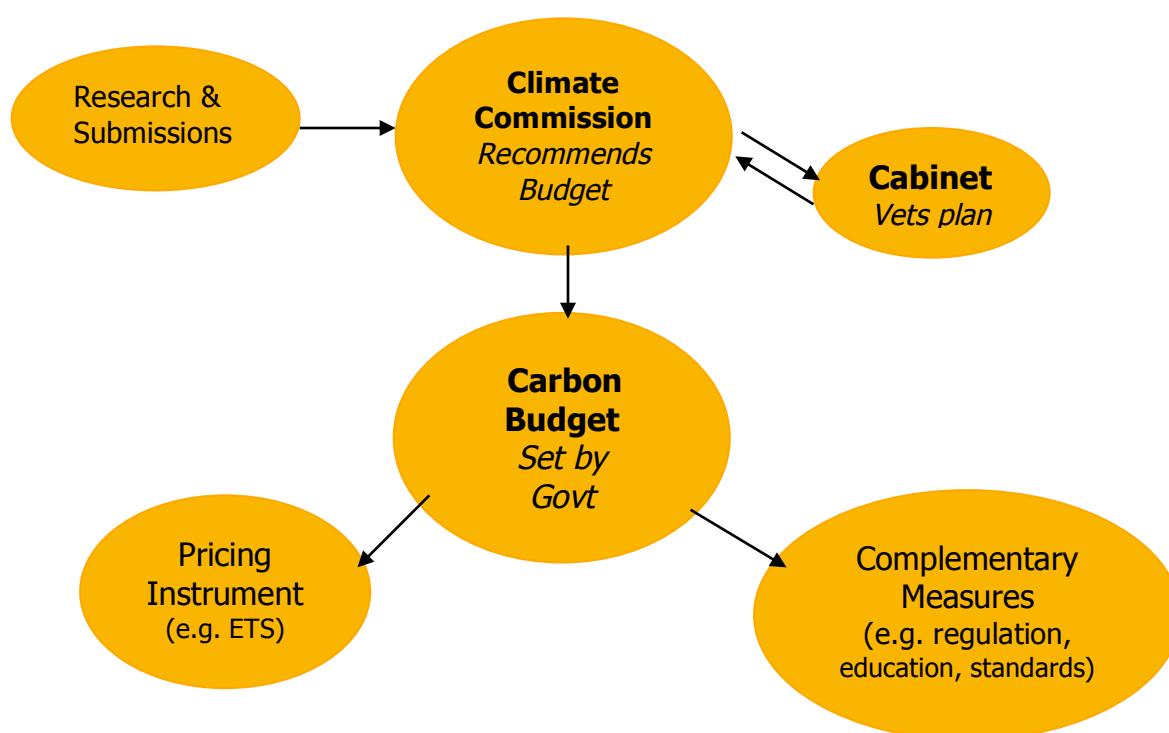 Research &
Submissions
Climate
Commission
Recommends
Budget
Cabinet
Vets plan
Carbon
Budget
Set by
Govt
Pricing
Instrument
(e.g. ETS)
Complementary
Measures
(e.g. regulation,
education, standards)